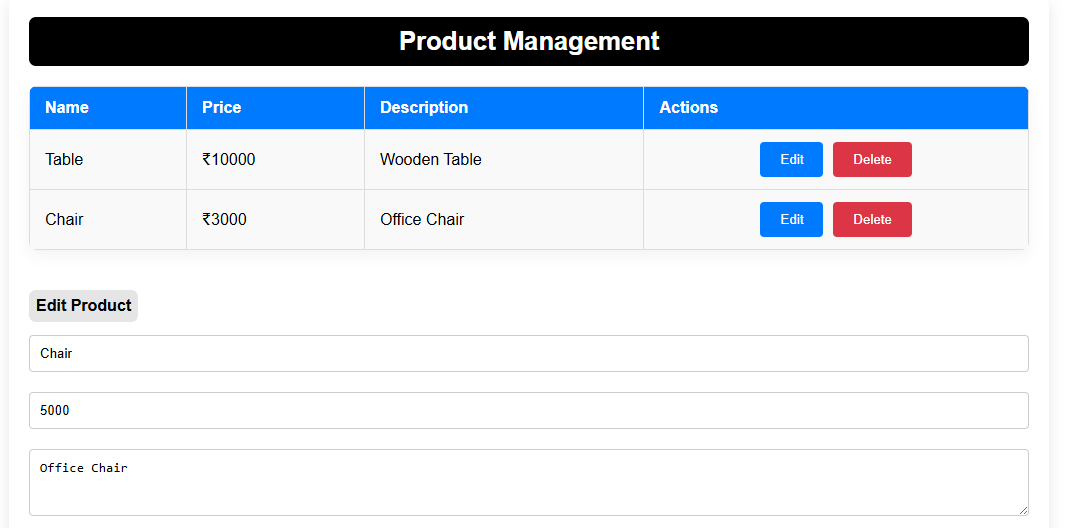 Product Management
Name Price Description Actions
Table ₹10000 Wooden Table Edit Delete
Chair ₹3000 Office Chair Edit Delete
Edit Product
Chair
5000
Office Chair